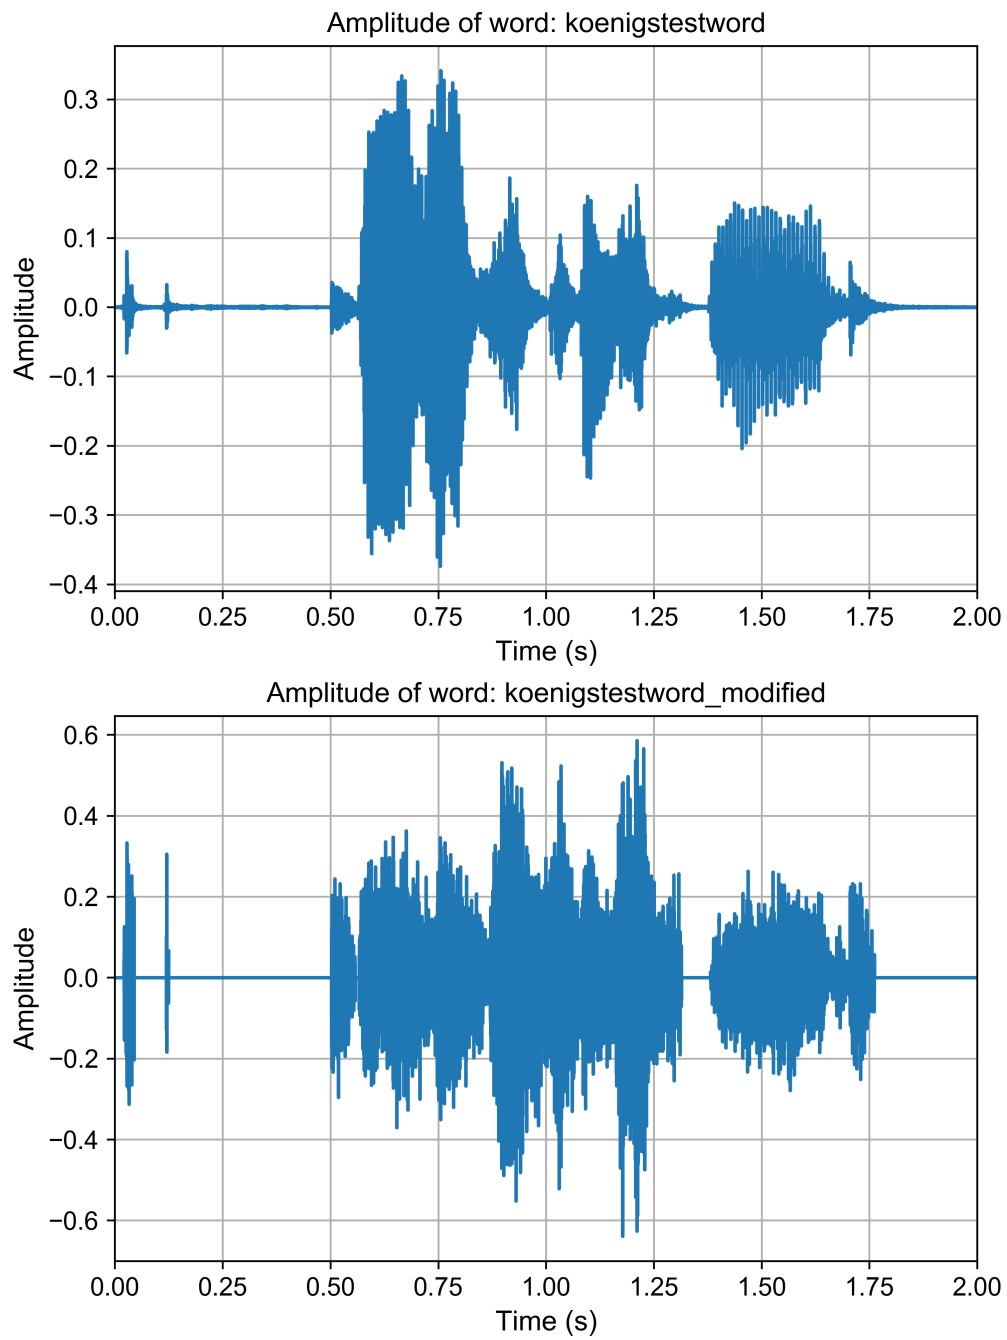 Amplitude of word: koenigstestword
0.3
0.2
0.1
0.0
−0.1
−0.2
−0.3
−0.4
Amplitude
0.00 0.25 0.50 0.75 1.00 1.25 1.50 1.75 2.00
Time (s)
Amplitude of word: koenigstestword_modified
0.6
0.4
0.2
0.0
−0.2
−0.4
−0.6
Amplitude
0.00 0.25 0.50 0.75 1.00 1.25 1.50 1.75 2.00
Time (s)